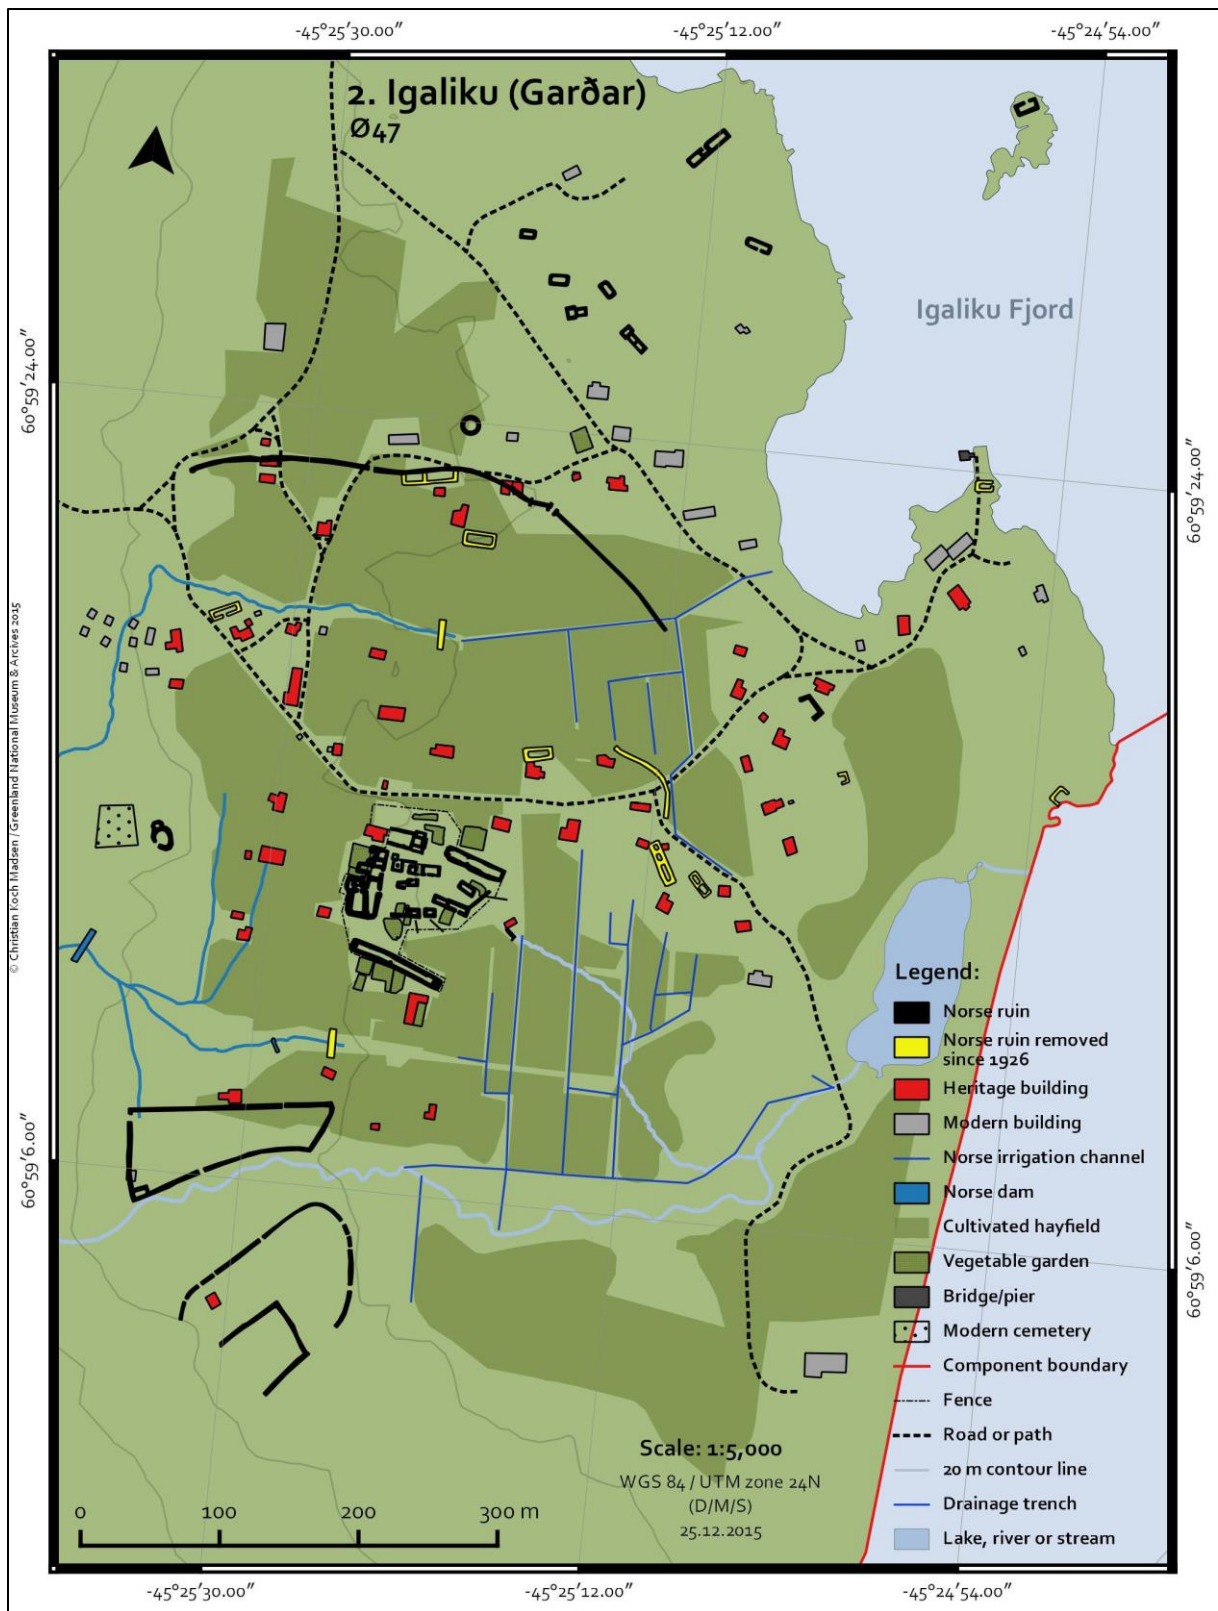 -45°25′30.00″
-45°25′12.00″
-45°24′54.00″
2. Igaliku (Garðar)
Ø47
Igaliku Fjord
60°59′24.00″
60°59′24.00″
© Christian Koch Madsen / Greenland National Museum & Arcives 2015
60°59′6.00″
60°59′6.00″
Legend:
Norse ruin
Norse ruin removed
since 1926
Heritage building
Modern building
Norse irrigation channel
Norse dam
Cultivated hayfield
Vegetable garden
Bridge/pier
Modern cemetery
Component boundary
Fence
Road or path
20 m contour line
Drainage trench
Lake, river or stream
Scale: 1:5,000
WGS 84 / UTM zone 24N
(D/M/S)
25.12.2015
0 100 200 300 m
-45°25′30.00″
-45°25′12.00″
-45°24′54.00″